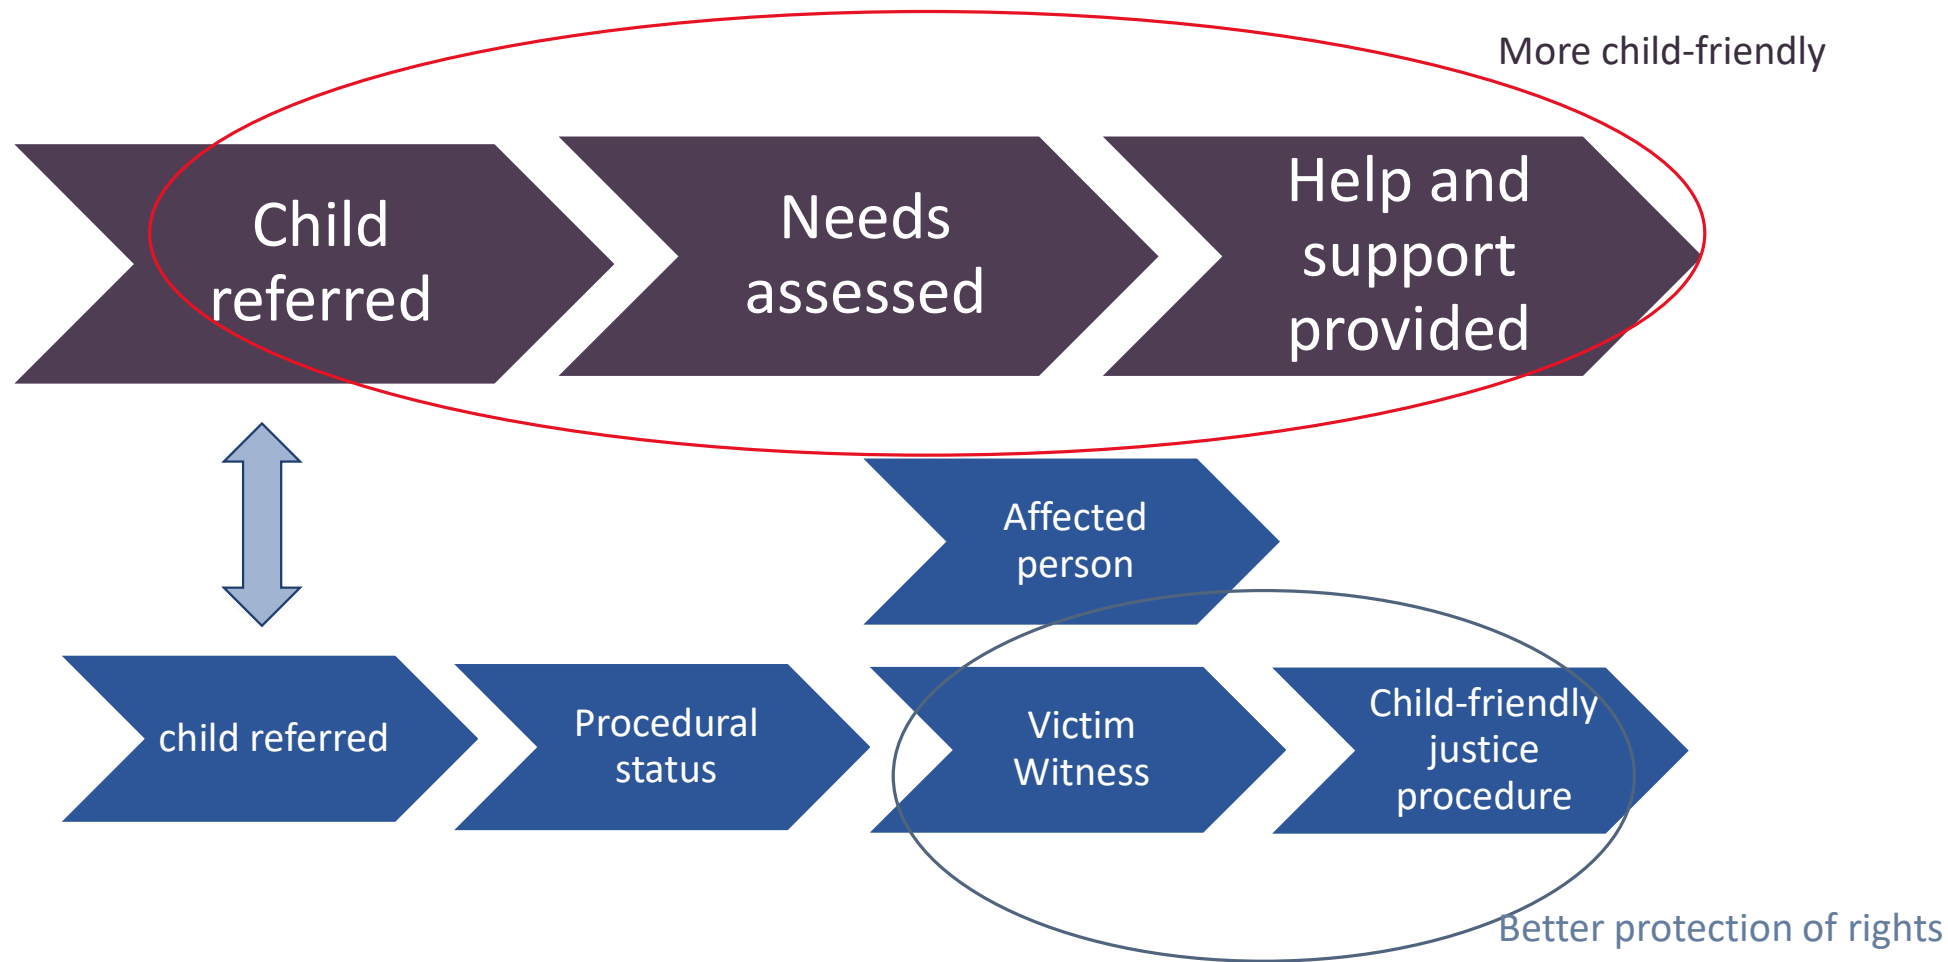 More child-friendly
Child
referred
Needs
assessed
Help and
support
provided
Affected
person
child referred
Procedural
status
Victim
Witness
Child-friendly
justice
procedure
Better protection of rights